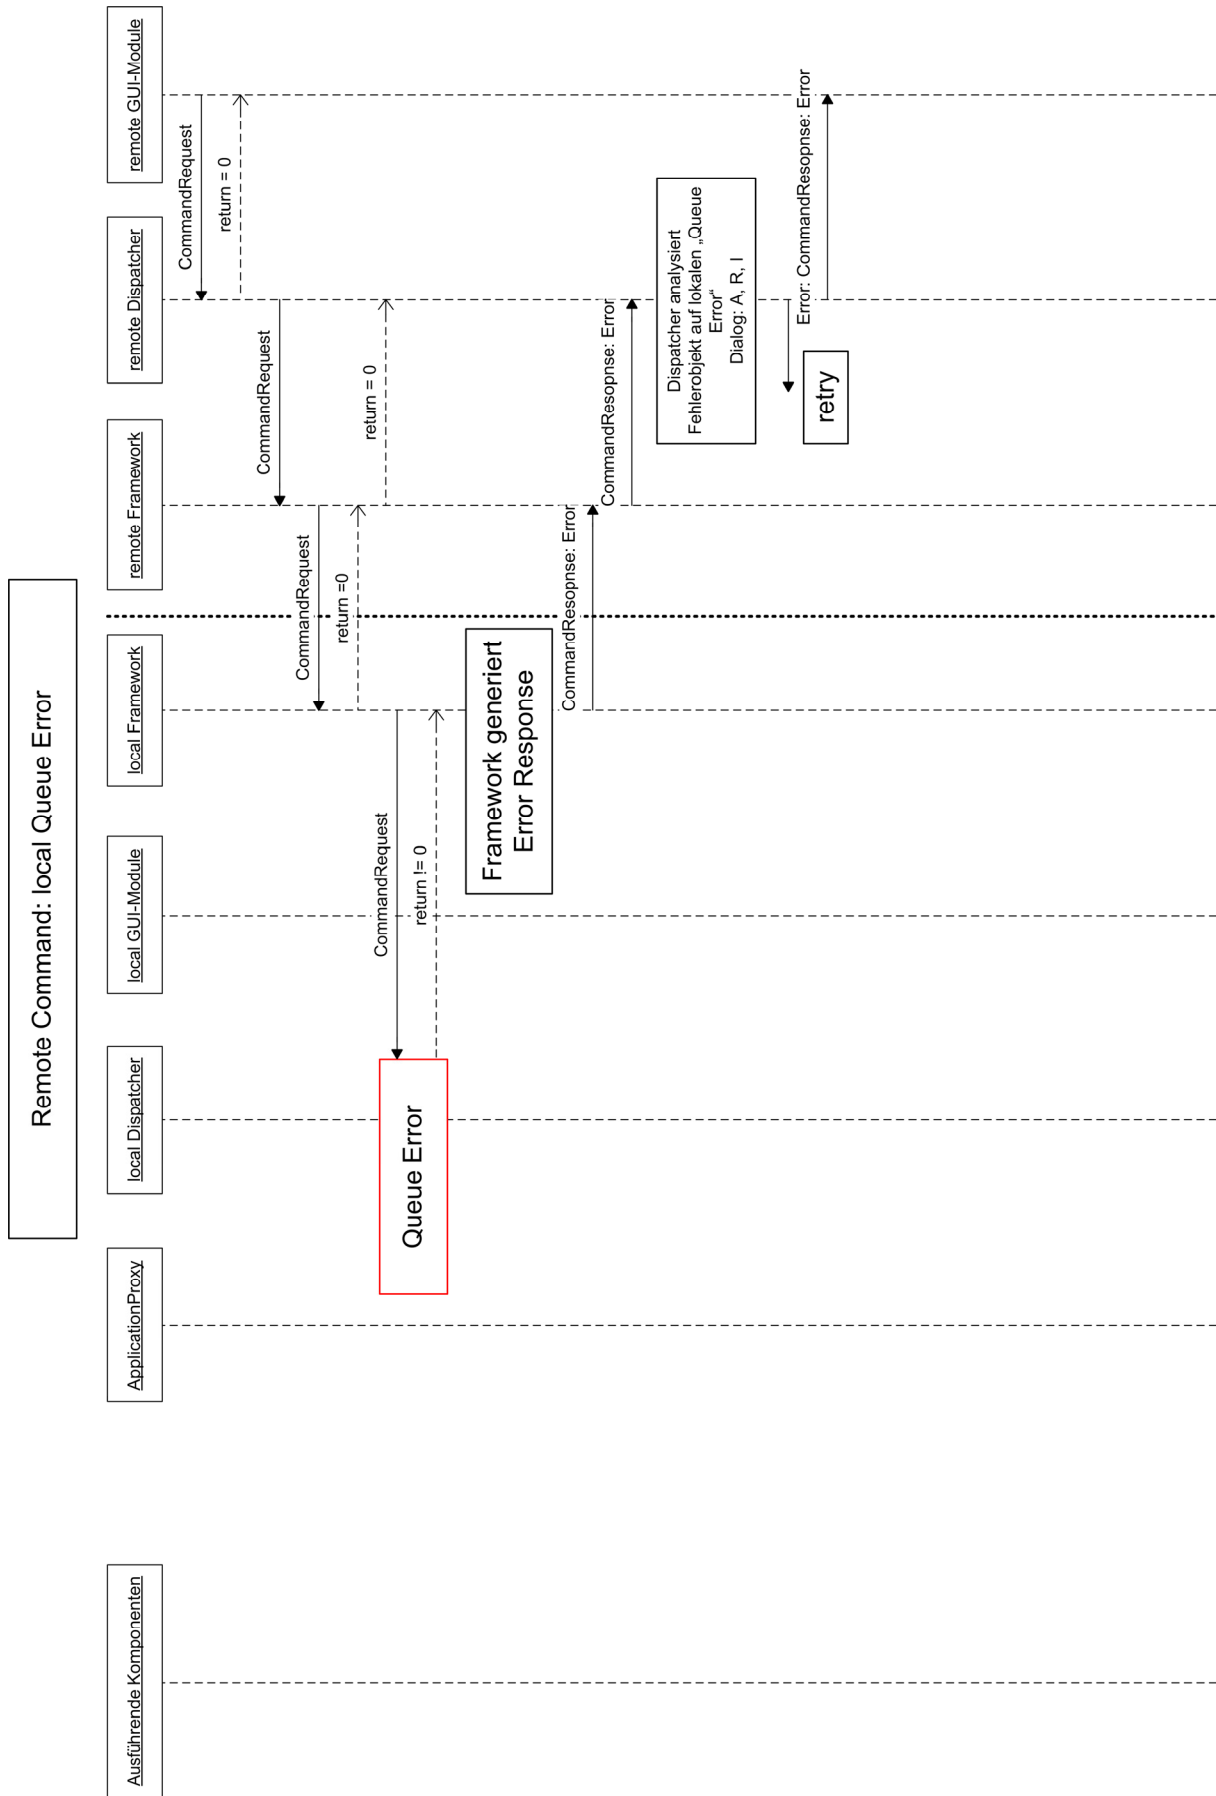 Remote Command: local Queue Error
Ausführende Komponenten
ApplicationProxy
local Dispatcher
local GUI-Module
local Framework
remote Framework
remote Dispatcher
remote GUI-Module
CommandRequest
return = 0
CommandRequest
CommandRequest
return =0
return = 0
CommandRequest
return != 0
Queue Error
Framework generiert
Error Response
CommandResopnse: Error
CommandResopnse: Error
Dispatcher analysiert
Fehlerobjekt auf lokalen „Queue
Error“
Dialog: A, R, I
retry
Error: CommandResopnse: Error